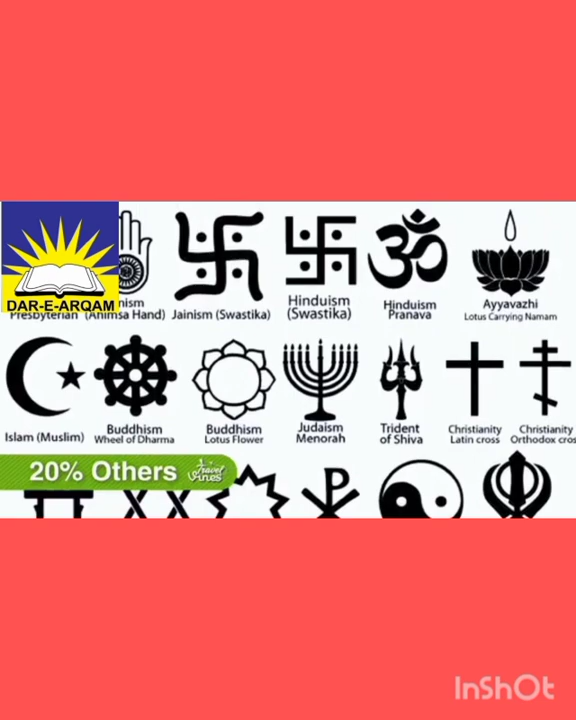 DAR-E-ARQAM
Presbyterian
(Ahimsa Hand)
Jainism (Swastika)
Hinduism
(Swastika)
Hinduism
Pranava
Ayyavazhi
Lotus Carrying Namam
Islam (Muslim)
Buddhism
Wheel of Dharma
Buddhism
Lotus Flower
Judaism
Menorah
Trident
of Shiva
Christianity
Latin cross
Christianity
Orthodox cros
20% Others
Travel
Vines
InShOt